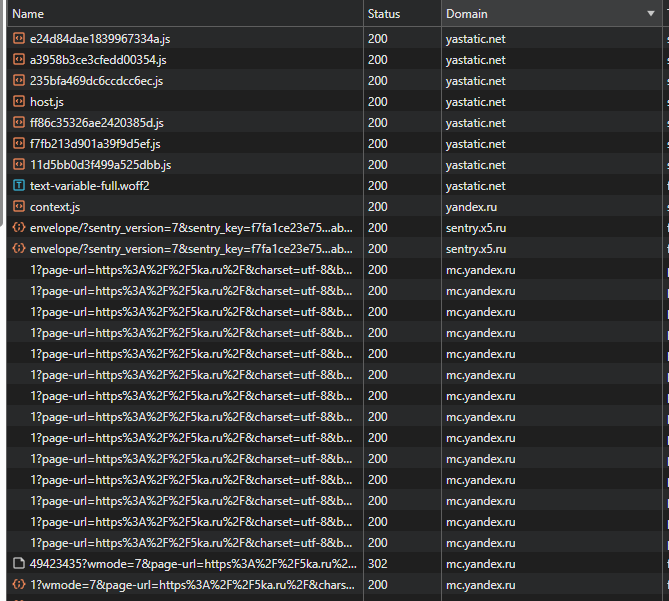 Name Status Domain
e24d84dae1839967334a.js 200 yastatic.net
a3958b3ce3cfedd00354.js 200 yastatic.net
235bfa469dc6ccdcc6ec.js 200 yastatic.net
host.js 200 yastatic.net
ff86c35326ae2420385d.js 200 yastatic.net
f7fb213d901a39f9d5ef.js 200 yastatic.net
11d5bb0d3f499a525dbb.js 200 yastatic.net
text-variable-full.woff2 200 yastatic.net
context.js 200 yandex.ru
envelope/?sentry_version=7&sentry_key=f7fa1ce23e75...ab... 200 sentry.x5.ru
envelope/?sentry_version=7&sentry_key=f7fa1ce23e75...ab... 200 sentry.x5.ru
1?page-url=https%3A%2F%2F5ka.ru%2F&charset=utf-8&b... 200 mc.yandex.ru
1?page-url=https%3A%2F%2F5ka.ru%2F&charset=utf-8&b... 200 mc.yandex.ru
1?page-url=https%3A%2F%2F5ka.ru%2F&charset=utf-8&b... 200 mc.yandex.ru
1?page-url=https%3A%2F%2F5ka.ru%2F&charset=utf-8&b... 200 mc.yandex.ru
1?page-url=https%3A%2F%2F5ka.ru%2F&charset=utf-8&b... 200 mc.yandex.ru
1?page-url=https%3A%2F%2F5ka.ru%2F&charset=utf-8&b... 200 mc.yandex.ru
1?page-url=https%3A%2F%2F5ka.ru%2F&charset=utf-8&b... 200 mc.yandex.ru
1?page-url=https%3A%2F%2F5ka.ru%2F&charset=utf-8&b... 200 mc.yandex.ru
1?page-url=https%3A%2F%2F5ka.ru%2F&charset=utf-8&b... 200 mc.yandex.ru
1?page-url=https%3A%2F%2F5ka.ru%2F&charset=utf-8&b... 200 mc.yandex.ru
1?page-url=https%3A%2F%2F5ka.ru%2F&charset=utf-8&b... 200 mc.yandex.ru
1?page-url=https%3A%2F%2F5ka.ru%2F&charset=utf-8&b... 200 mc.yandex.ru
1?page-url=https%3A%2F%2F5ka.ru%2F&charset=utf-8&b... 200 mc.yandex.ru
1?page-url=https%3A%2F%2F5ka.ru%2F&charset=utf-8&b... 200 mc.yandex.ru
49423435?wmode=7&page-url=https%3A%2F%2F5ka.ru%2... 302 mc.yandex.ru
1?wmode=7&page-url=https%3A%2F%2F5ka.ru%2F&chars... 200 mc.yandex.ru